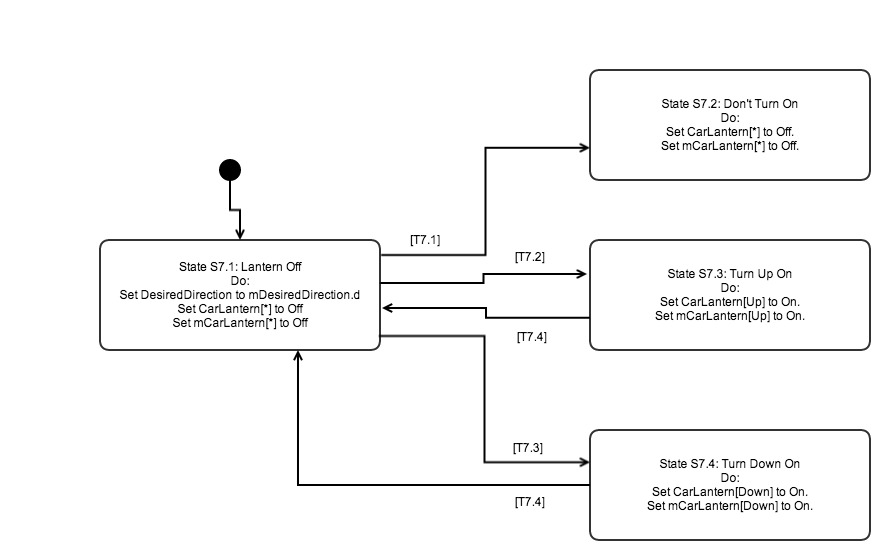 State S7.2: Don't Turn On
Do:
Set CarLantern[*] to Off.
Set mCarLantern[*] to Off.
[T7.1]
[T7.2]
State S7.1: Lantern Off
Do:
Set DesiredDirection to mDesiredDirection.d
Set CarLantern[*] to Off
Set mCarLantern[*] to Off
State S7.3: Turn Up On
Do:
Set CarLantern[Up] to On.
Set mCarLantern[Up] to On.
[T7.4]
[T7.3]
State S7.4: Turn Down On
Do:
Set CarLantern[Down] to On.
Set mCarLantern[Down] to On.
[T7.4]